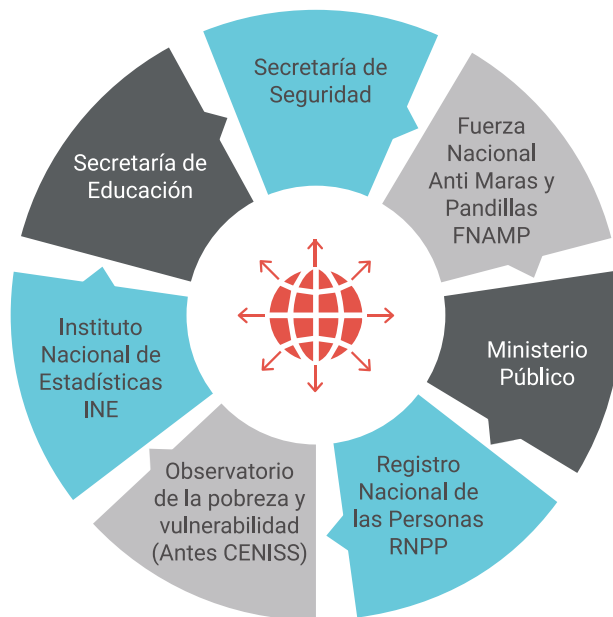 Secretaría de
Seguridad
Fuerza
Nacional
Anti Maras y
Pandillas
FNAMP
Ministerio
Público
Registro
Nacional de
las Personas
RNPP
Observatorio
de la pobreza y
vulnerabilidad
(Antes CENISS)
Instituto
Nacional de
Estadísticas
INE
Secretaría de
Educación